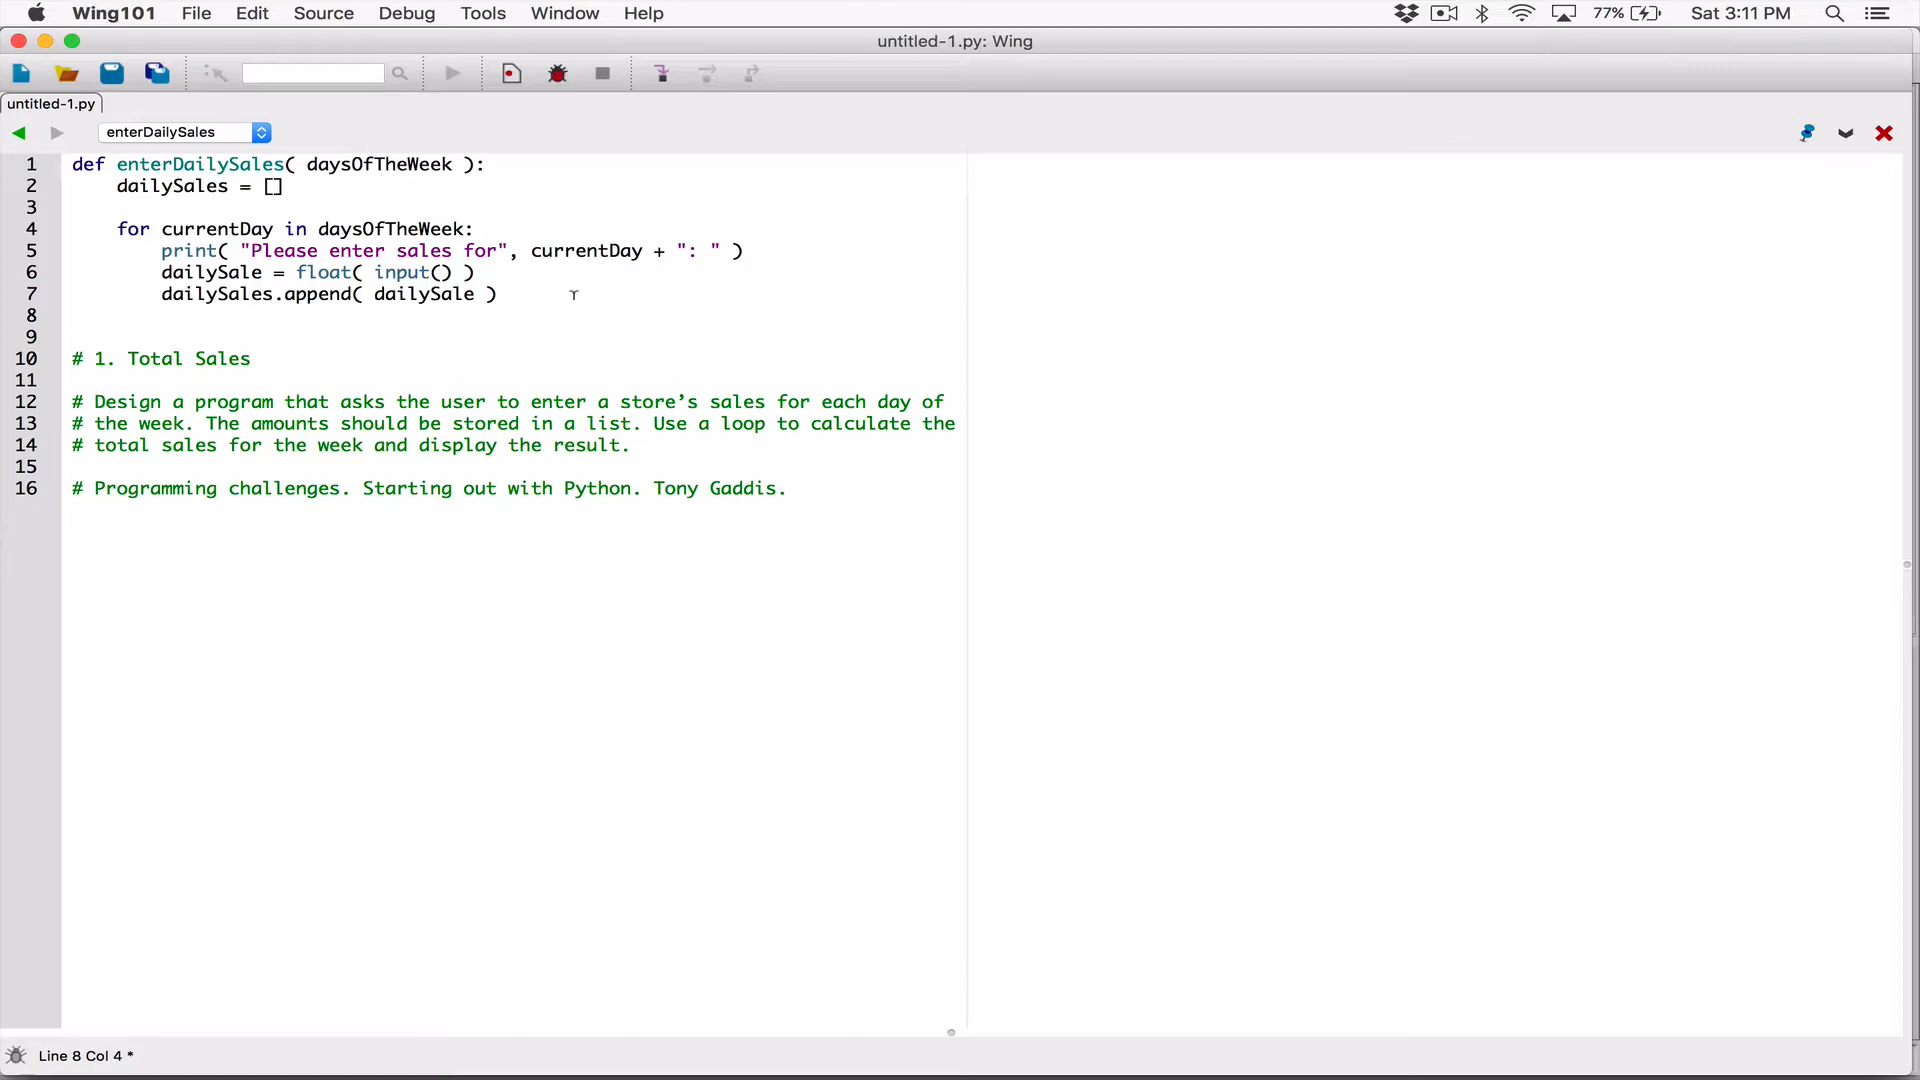 Wing101 File Edit Source Debug Tools Window Help 77% Sat 3:11 PM
untitled-1.py: Wing
untitled-1.py
enterDailySales
1 def enterDailySales( daysOfTheWeek ):
2 dailySales = []
3
4 for currentDay in daysOfTheWeek:
5 print( "Please enter sales for", currentDay + ": " )
6 dailySale = float( input() )
7 dailySales.append( dailySale )
8
9
10 # 1. Total Sales
11
12 # Design a program that asks the user to enter a store’s sales for each day of
13 # the week. The amounts should be stored in a list. Use a loop to calculate the
14 # total sales for the week and display the result.
15
16 # Programming challenges. Starting out with Python. Tony Gaddis.
Line 8 Col 4 *